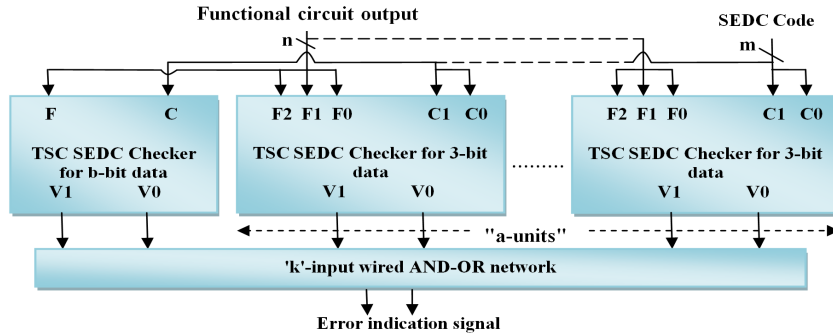 Functional circuit output
SEDC Code
n
m
F C
F2 F1 F0 C1 C0
F2 F1 F0 C1 C0
TSC SEDC Checker
for b-bit data
V1 V0
TSC SEDC Checker for 3-bit
data
V1 V0
.........
TSC SEDC Checker for 3-bit
data
V1 V0
"a-units"
'k'-input wired AND-OR network
Error indication signal